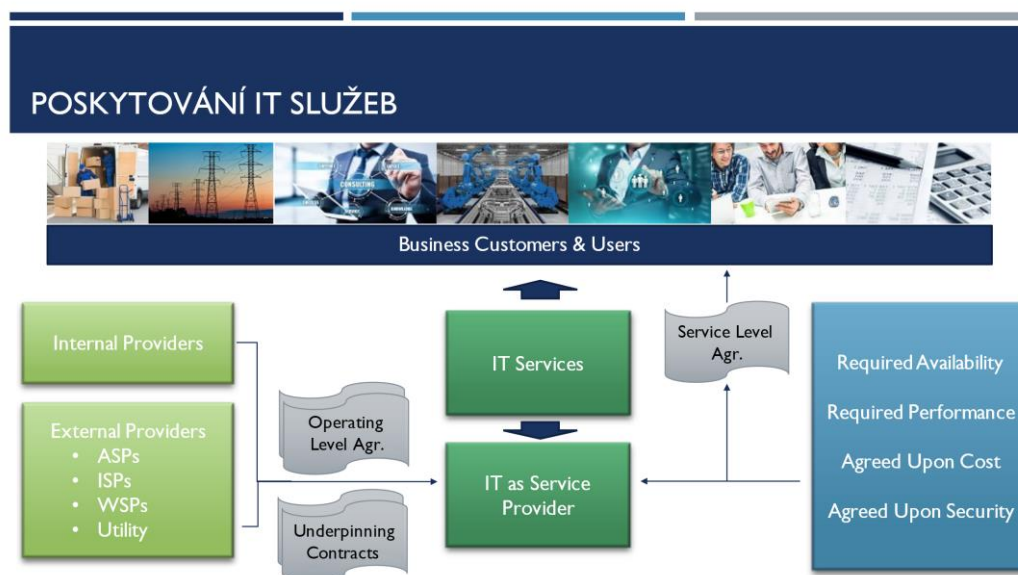 POSKYTOVÁNÍ IT SLUŽEB
CONSULTING
Business Customers & Users
Internal Providers
External Providers
• ASPs
• ISPs
• WSPs
• Utility
Operating
Level Agr.
Underpinning
Contracts
IT Services
IT as Service
Provider
Service Level
Agr.
Required Availability
Required Performance
Agreed Upon Cost
Agreed Upon Security